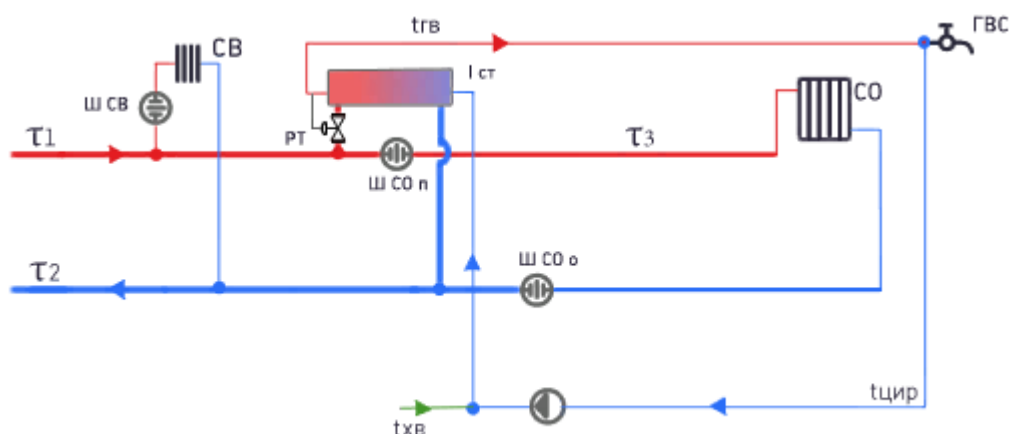 tгв
ГВС
СВ
I ст
Ш СВ
СО
τ1
РТ
τ3
Ш СО п
τ2
Ш СО о
tцир
tхв